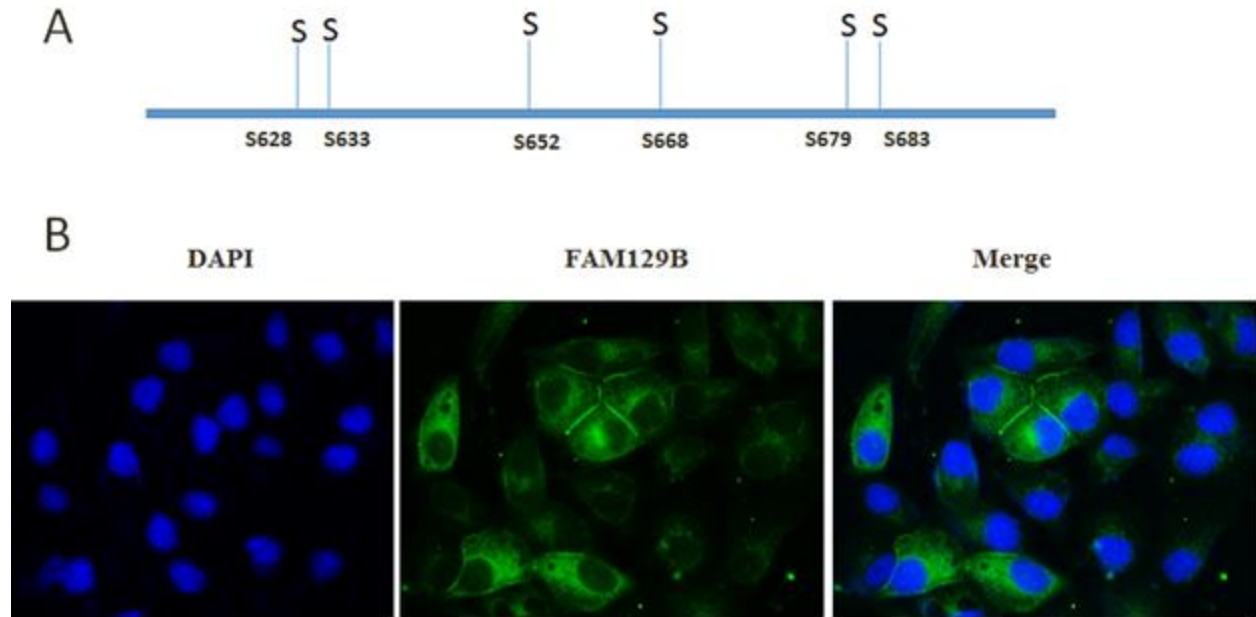 A
S S S S S S
S628 S633 S652 S668 S679 S683
B
DAPI FAM129B Merge